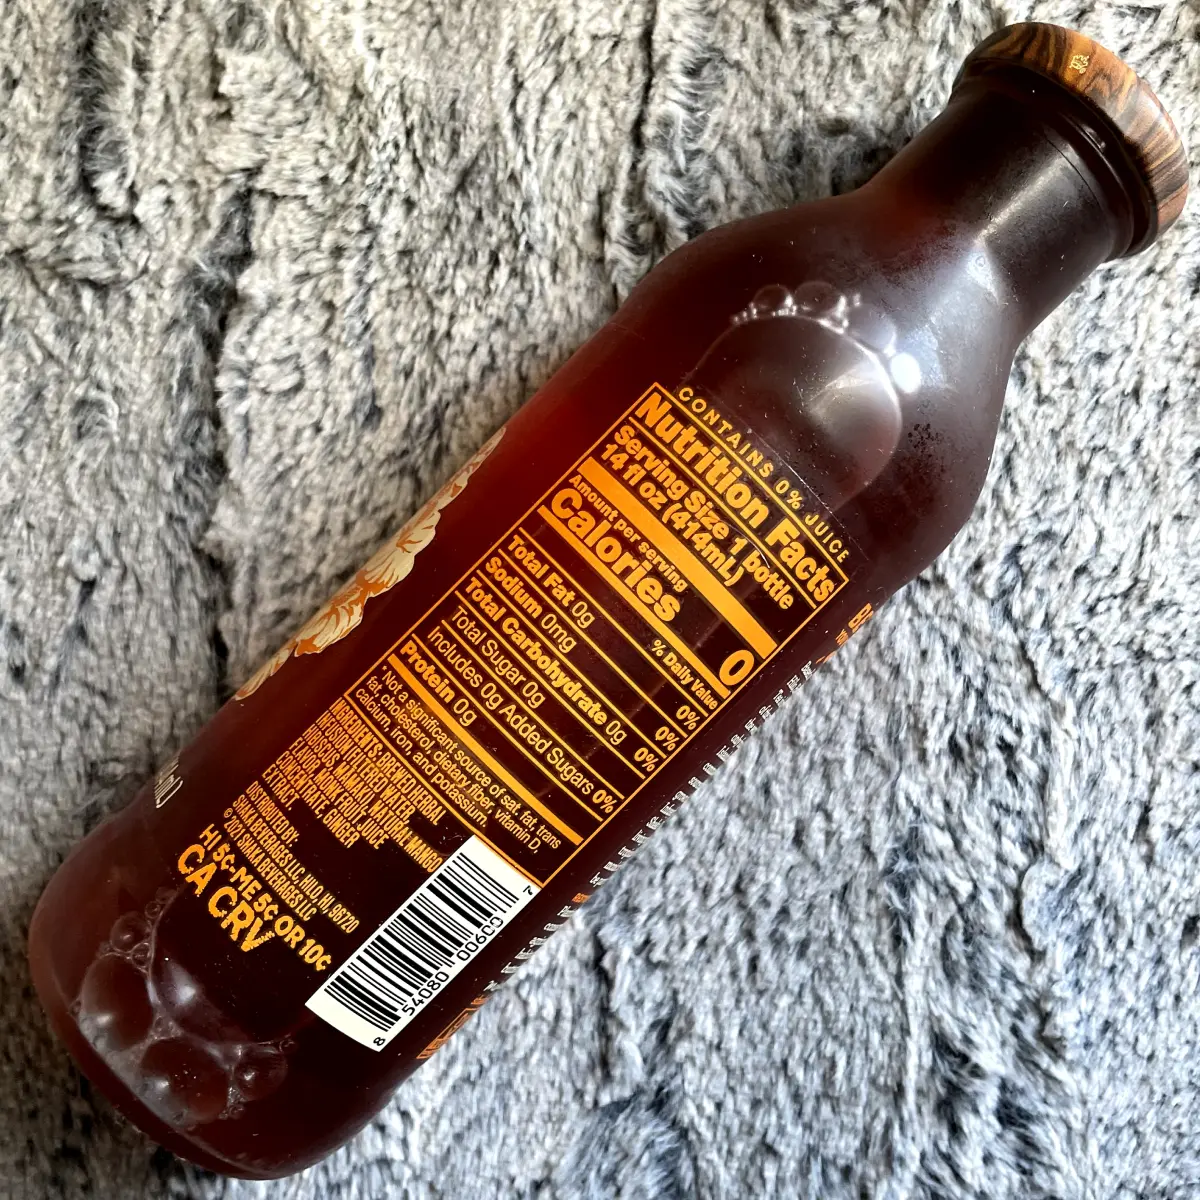 CONTAINS 0% JUICE
Nutrition Facts
Serving Size 1 bottle
14 fl oz (414mL)
Amount per serving
Calories 0
% Daily Value
Total Fat 0g 0%
Sodium 0mg 0%
Total Carbohydrate 0g 0%
Total Sugar 0g
Includes 0g Added Sugars 0%
Protein 0g
*Not a significant source of sat. fat, trans
fat, cholesterol, dietary, fiber, vitamin D,
calcium, iron, and potassium.
INGREDIENTS: BREWED HERBAL
INFUSION (FILTERED WATER,
HIBISCUS, MAMAKI), NATURAL MANGO
FLAVOR, MONK FRUIT JUICE
CONCENTRATE, GINGER
EXTRACT
DISTRIBUTED BY:
SHAKA BEVERAGES LLC, HILO, HI, 96720
© 2021 SHAKA BEVERAGES LLC
HI 5¢-ME 5¢ OR 10¢
CA CRV
8 54080 00600 7